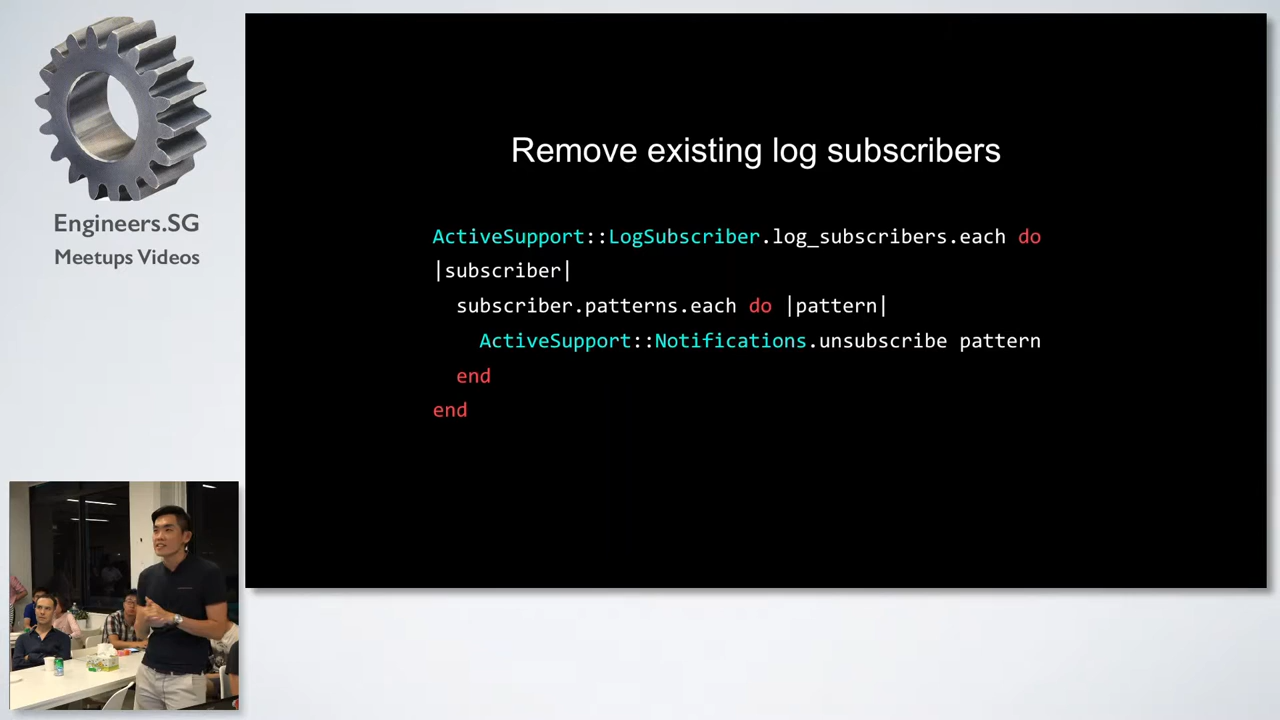 Engineers.SG
Meetups Videos
Remove existing log subscribers
ActiveSupport::LogSubscriber.log_subscribers.each do
|subscriber|
  subscriber.patterns.each do |pattern|
    ActiveSupport::Notifications.unsubscribe pattern
  end
end